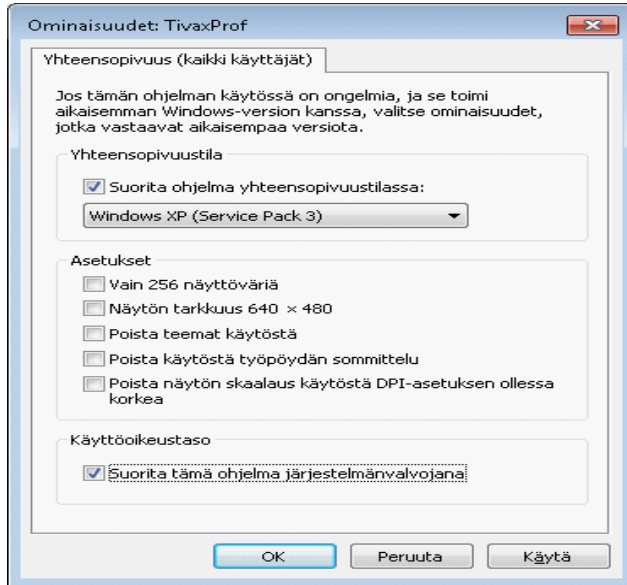 Ominaisuudet: TivaxProf
Yhteensopivuus (kaikki käyttäjät)
Jos tämän ohjelman käytössä on ongelmia, ja se toimi
aikaisemman Windows-version kanssa, valitse ominaisuudet,
jotka vastaavat aikaisempaa versiota.
Yhteensopivuustila
Suorita ohjelma yhteensopivuustilassa:
Windows XP (Service Pack 3)
Asetukset
Vain 256 näyttöväriä
Näytön tarkkuus 640 × 480
Poista teemat käytöstä
Poista käytöstä työpöydän sommittelu
Poista näytön skaalaus käytöstä DPI-asetuksen ollessa
korkea
Käyttöoikeustaso
Suorita tämä ohjelma järjestelmänvalvojana
OK Peruuta Käytä